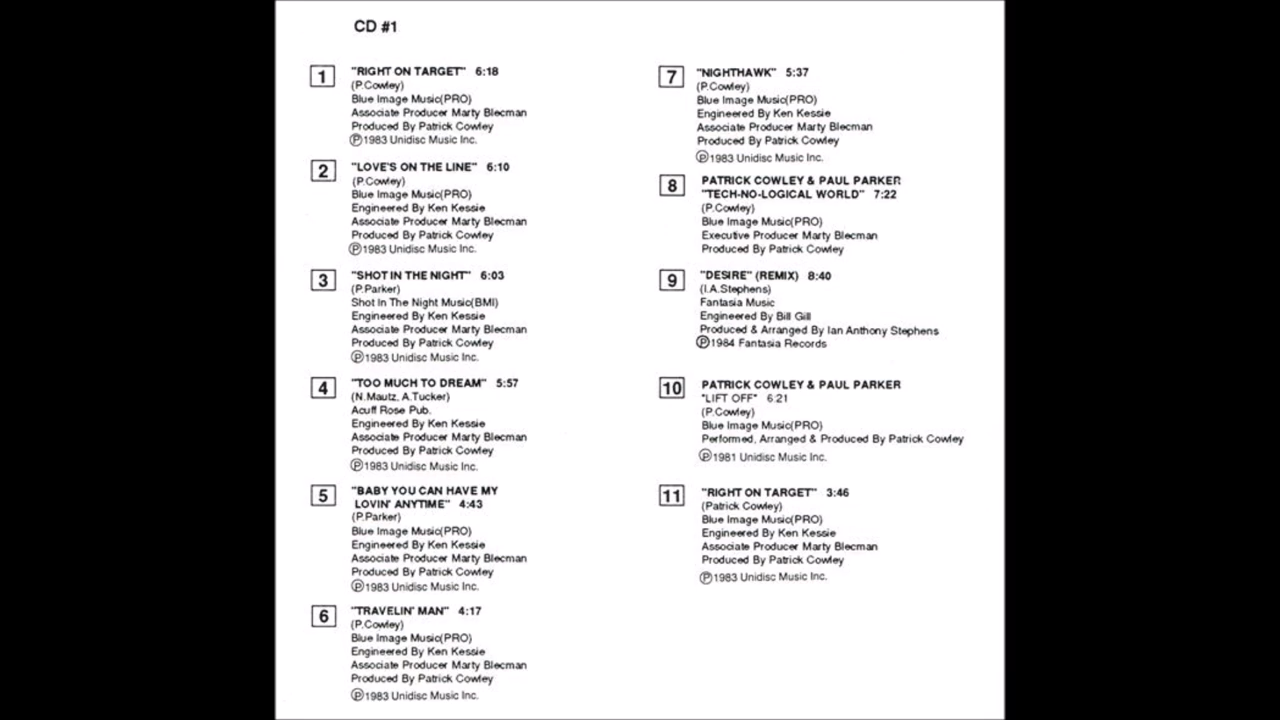 CD #1
1
"RIGHT ON TARGET" 6:18
(P.Cowley)
Blue Image Music(PRO)
Associate Producer Marty Blecman
Produced By Patrick Cowley
Ⓟ1983 Unidisc Music Inc.
2
"LOVE'S ON THE LINE" 6:10
(P.Cowley)
Blue Image Music(PRO)
Engineered By Ken Kessie
Associate Producer Marty Blecman
Produced By Patrick Cowley
Ⓟ1983 Unidisc Music Inc.
3
"SHOT IN THE NIGHT" 6:03
(P.Parker)
Shot In The Night Music(BMI)
Engineered By Ken Kessie
Associate Producer Marty Blecman
Produced By Patrick Cowley
Ⓟ1983 Unidisc Music Inc.
4
"TOO MUCH TO DREAM" 5:57
(N.Mautz, A.Tucker)
Acuff Rose Pub.
Engineered By Ken Kessie
Associate Producer Marty Blecman
Produced By Patrick Cowley
Ⓟ1983 Unidisc Music Inc.
5
"BABY YOU CAN HAVE MY
LOVIN' ANYTIME" 4:43
(P.Parker)
Blue Image Music(PRO)
Engineered By Ken Kessie
Associate Producer Marty Blecman
Produced By Patrick Cowley
Ⓟ1983 Unidisc Music Inc.
6
"TRAVELIN' MAN" 4:17
(P.Cowley)
Blue Image Music(PRO)
Engineered By Ken Kessie
Associate Producer Marty Blecman
Produced By Patrick Cowley
Ⓟ1983 Unidisc Music Inc.
7
"NIGHTHAWK" 5:37
(P.Cowley)
Blue Image Music(PRO)
Engineered By Ken Kessie
Associate Producer Marty Blecman
Produced By Patrick Cowley
Ⓟ1983 Unidisc Music Inc.
8
PATRICK COWLEY & PAUL PARKER
"TECH-NO-LOGICAL WORLD" 7:22
(P.Cowley)
Blue Image Music(PRO)
Executive Producer Marty Blecman
Produced By Patrick Cowley
9
"DESIRE" (REMIX) 8:40
(I.A.Stephens)
Fantasia Music
Engineered By Bill Gill
Produced & Arranged By Ian Anthony Stephens
Ⓟ1984 Fantasia Records
10
PATRICK COWLEY & PAUL PARKER
"LIFT OFF" 6:21
(P.Cowley)
Blue Image Music(PRO)
Performed, Arranged & Produced By Patrick Cowley
Ⓟ1981 Unidisc Music Inc.
11
"RIGHT ON TARGET" 3:46
(Patrick Cowley)
Blue Image Music(PRO)
Engineered By Ken Kessie
Associate Producer Marty Blecman
Produced By Patrick Cowley
Ⓟ1983 Unidisc Music Inc.